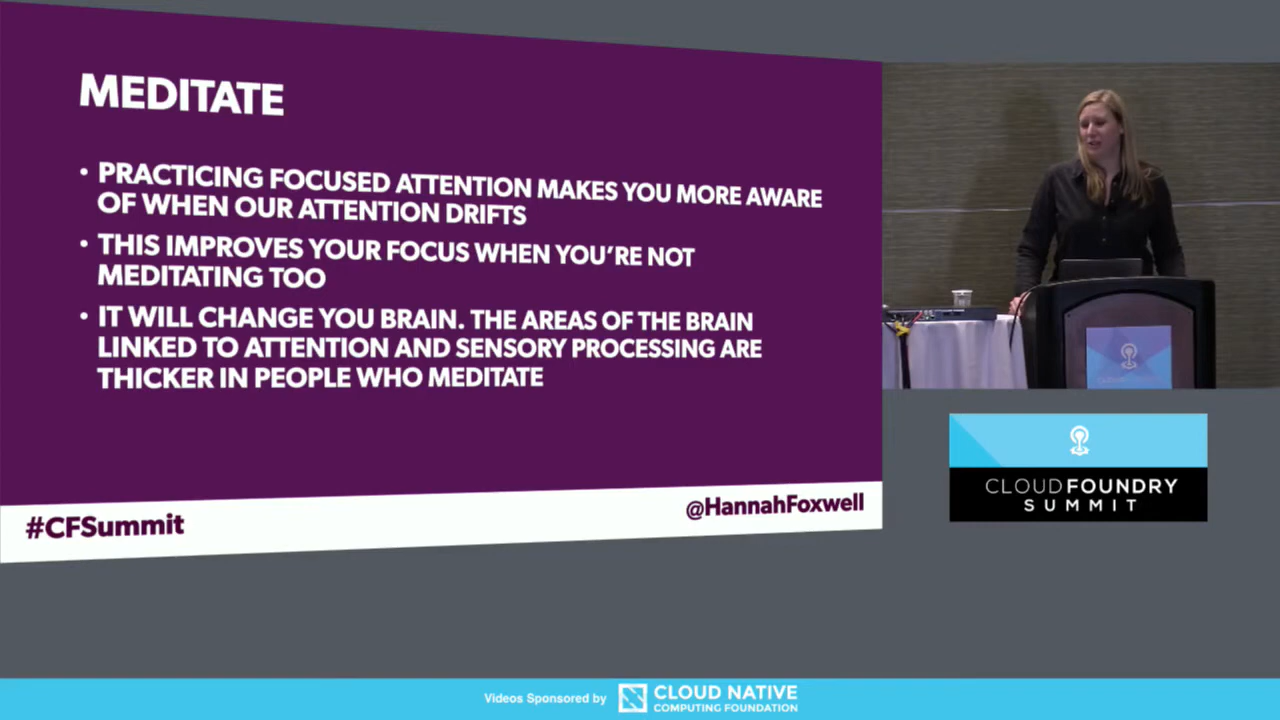 MEDITATE
• PRACTICING FOCUSED ATTENTION MAKES YOU MORE AWARE
OF WHEN OUR ATTENTION DRIFTS
• THIS IMPROVES YOUR FOCUS WHEN YOU'RE NOT
MEDITATING TOO
• IT WILL CHANGE YOU BRAIN. THE AREAS OF THE BRAIN
LINKED TO ATTENTION AND SENSORY PROCESSING ARE
THICKER IN PEOPLE WHO MEDITATE
#CFSummit
@HannahFoxwell
CLOUD FOUNDRY
SUMMIT
Videos Sponsored by
CLOUD NATIVE
COMPUTING FOUNDATION